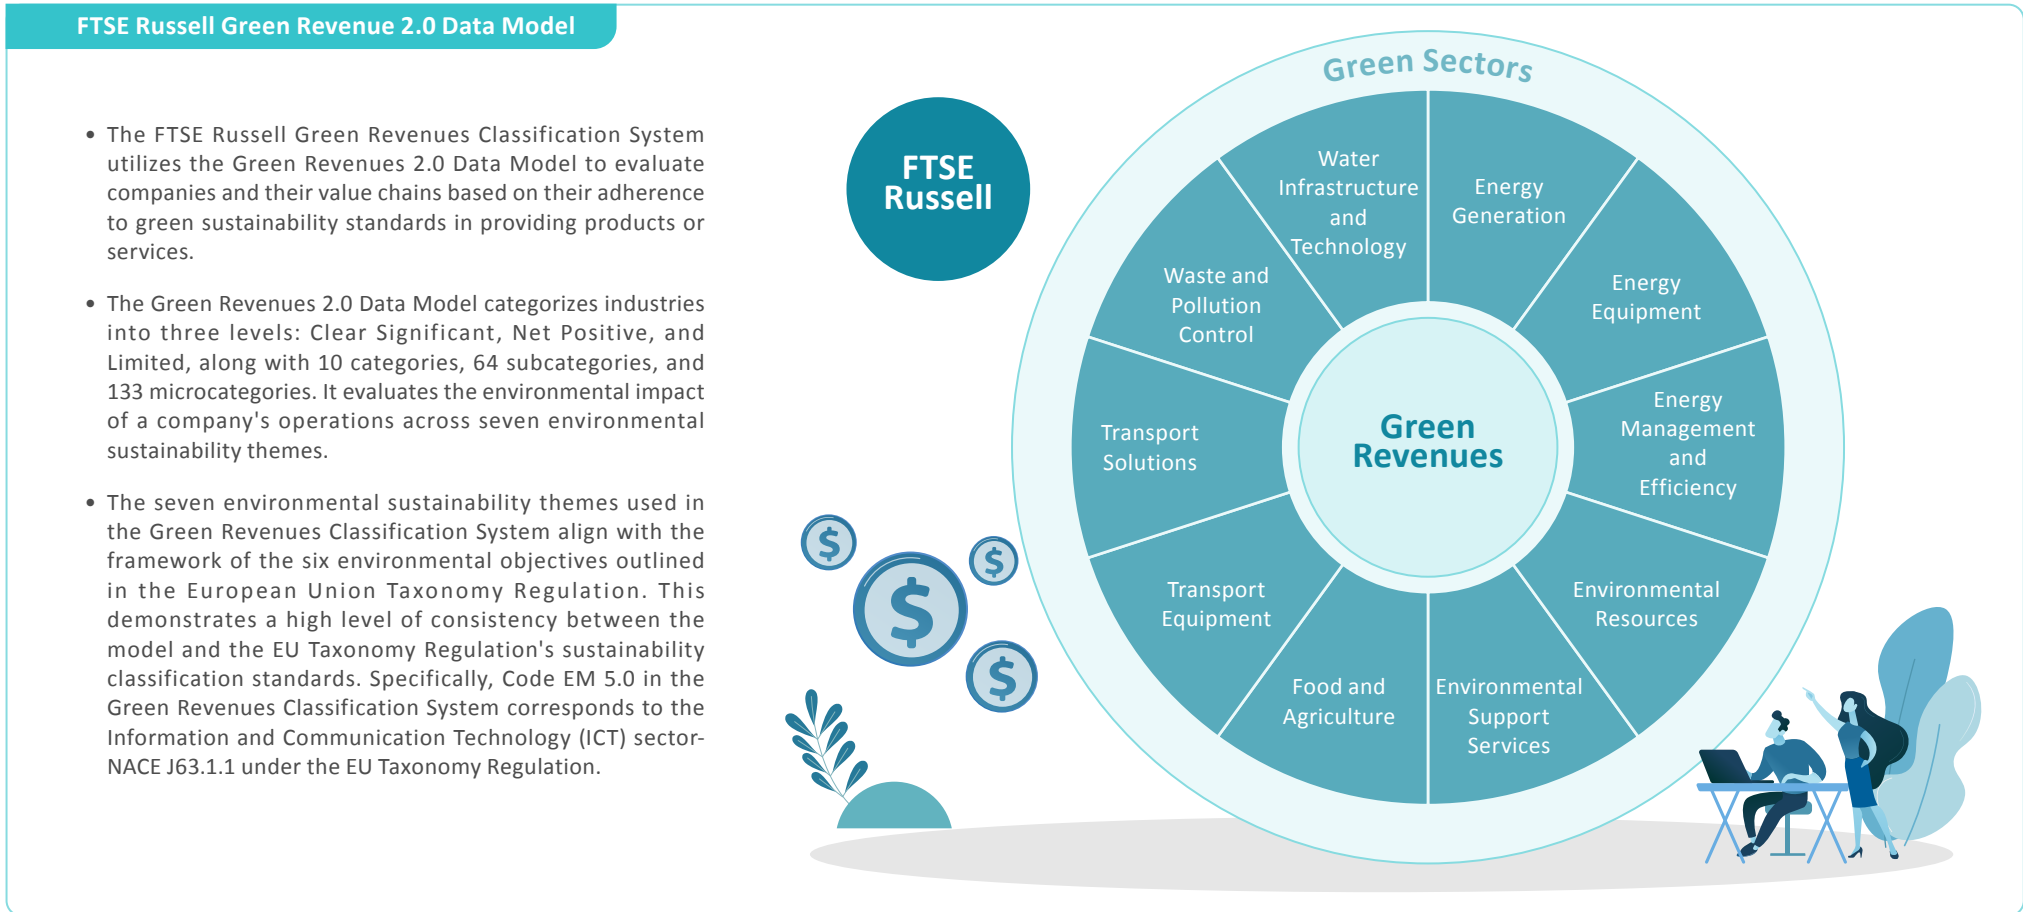 FTSE Russell Green Revenue 2.0 Data Model
• The FTSE Russell Green Revenues Classification System
utilizes the Green Revenues 2.0 Data Model to evaluate
companies and their value chains based on their adherence
to green sustainability standards in providing products or
services.
• The Green Revenues 2.0 Data Model categorizes industries
into three levels: Clear Significant, Net Positive, and
Limited, along with 10 categories, 64 subcategories, and
133 microcategories. It evaluates the environmental impact
of a company's operations across seven environmental
sustainability themes.
• The seven environmental sustainability themes used in
the Green Revenues Classification System align with the
framework of the six environmental objectives outlined
in the European Union Taxonomy Regulation. This
demonstrates a high level of consistency between the
model and the EU Taxonomy Regulation's sustainability
classification standards. Specifically, Code EM 5.0 in the
Green Revenues Classification System corresponds to the
Information and Communication Technology (ICT) sector-
NACE J63.1.1 under the EU Taxonomy Regulation.
FTSE
Russell
Green Sectors
Energy
Generation
Energy
Equipment
Energy
Management
and
Efficiency
Environmental
Resources
Environmental
Support
Services
Food and
Agriculture
Transport
Equipment
Transport
Solutions
Waste and
Pollution
Control
Water
Infrastructure
and
Technology
Green
Revenues
$
$
$
$